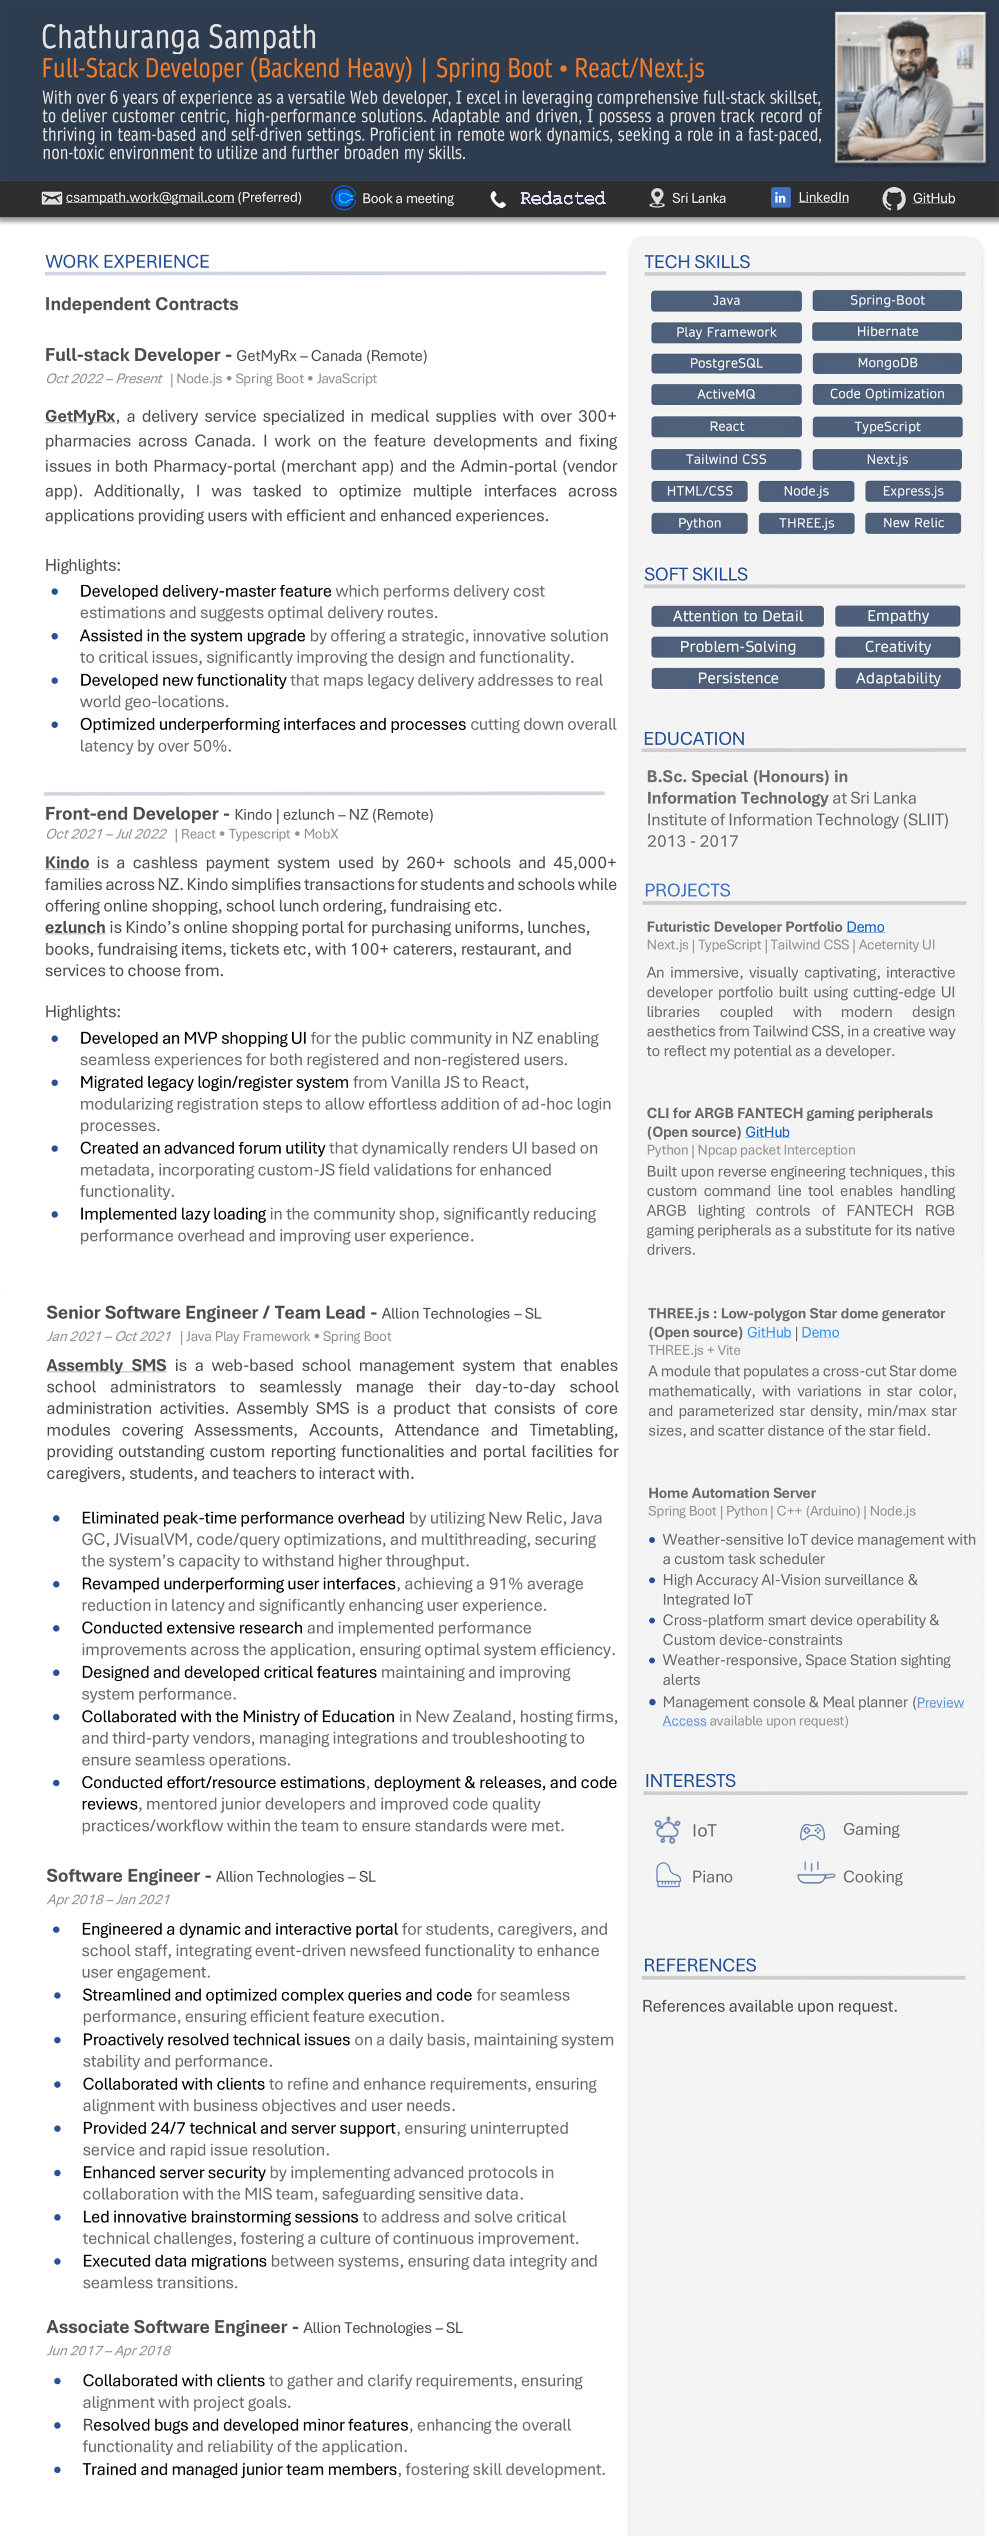 Chathuranga Sampath
Full-Stack Developer (Backend Heavy) | Spring Boot • React/Next.js
With over 6 years of experience as a versatile Web developer, I excel in leveraging comprehensive full-stack skillset,
to deliver customer centric, high-performance solutions. Adaptable and driven, I possess a proven track record of
thriving in team-based and self-driven settings. Proficient in remote work dynamics, seeking a role in a fast-paced,
non-toxic environment to utilize and further broaden my skills.
csampath.work@gmail.com (Preferred)
Book a meeting
Redacted
Sri Lanka
LinkedIn
GitHub
WORK EXPERIENCE
Independent Contracts
Full-stack Developer - GetMyRx – Canada (Remote)
Oct 2022 – Present | Node.js • Spring Boot • JavaScript
GetMyRx, a delivery service specialized in medical supplies with over 300+
pharmacies across Canada. I work on the feature developments and fixing
issues in both Pharmacy-portal (merchant app) and the Admin-portal (vendor
app). Additionally, I was tasked to optimize multiple interfaces across
applications providing users with efficient and enhanced experiences.
Highlights:
• Developed delivery-master feature which performs delivery cost
estimations and suggests optimal delivery routes.
• Assisted in the system upgrade by offering a strategic, innovative solution
to critical issues, significantly improving the design and functionality.
• Developed new functionality that maps legacy delivery addresses to real
world geo-locations.
• Optimized underperforming interfaces and processes cutting down overall
latency by over 50%.
Front-end Developer - Kindo | ezlunch – NZ (Remote)
Oct 2021 – Jul 2022 | React • Typescript • MobX
Kindo is a cashless payment system used by 260+ schools and 45,000+
families across NZ. Kindo simplifies transactions for students and schools while
offering online shopping, school lunch ordering, fundraising etc.
ezlunch is Kindo's online shopping portal for purchasing uniforms, lunches,
books, fundraising items, tickets etc, with 100+ caterers, restaurant, and
services to choose from.
Highlights:
• Developed an MVP shopping UI for the public community in NZ enabling
seamless experiences for both registered and non-registered users.
• Migrated legacy login/register system from Vanilla JS to React,
modularizing registration steps to allow effortless addition of ad-hoc login
processes.
• Created an advanced forum utility that dynamically renders UI based on
metadata, incorporating custom-JS field validations for enhanced
functionality.
• Implemented lazy loading in the community shop, significantly reducing
performance overhead and improving user experience.
Senior Software Engineer / Team Lead - Allion Technologies – SL
Jan 2021 – Oct 2021 | Java Play Framework • Spring Boot
Assembly SMS is a web-based school management system that enables
school administrators to seamlessly manage their day-to-day school
administration activities. Assembly SMS is a product that consists of core
modules covering Assessments, Accounts, Attendance and Timetabling,
providing outstanding custom reporting functionalities and portal facilities for
caregivers, students, and teachers to interact with.
• Eliminated peak-time performance overhead by utilizing New Relic, Java
GC, JVisualVM, code/query optimizations, and multithreading, securing
the system's capacity to withstand higher throughput.
• Revamped underperforming user interfaces, achieving a 91% average
reduction in latency and significantly enhancing user experience.
• Conducted extensive research and implemented performance
improvements across the application, ensuring optimal system efficiency.
• Designed and developed critical features maintaining and improving
system performance.
• Collaborated with the Ministry of Education in New Zealand, hosting firms,
and third-party vendors, managing integrations and troubleshooting to
ensure seamless operations.
• Conducted effort/resource estimations, deployment & releases, and code
reviews, mentored junior developers and improved code quality
practices/workflow within the team to ensure standards were met.
Software Engineer - Allion Technologies – SL
Apr 2018 – Jan 2021
• Engineered a dynamic and interactive portal for students, caregivers, and
school staff, integrating event-driven newsfeed functionality to enhance
user engagement.
• Streamlined and optimized complex queries and code for seamless
performance, ensuring efficient feature execution.
• Proactively resolved technical issues on a daily basis, maintaining system
stability and performance.
• Collaborated with clients to refine and enhance requirements, ensuring
alignment with business objectives and user needs.
• Provided 24/7 technical and server support, ensuring uninterrupted
service and rapid issue resolution.
• Enhanced server security by implementing advanced protocols in
collaboration with the MIS team, safeguarding sensitive data.
• Led innovative brainstorming sessions to address and solve critical
technical challenges, fostering a culture of continuous improvement.
• Executed data migrations between systems, ensuring data integrity and
seamless transitions.
Associate Software Engineer - Allion Technologies – SL
Jun 2017 – Apr 2018
• Collaborated with clients to gather and clarify requirements, ensuring
alignment with project goals.
• Resolved bugs and developed minor features, enhancing the overall
functionality and reliability of the application.
• Trained and managed junior team members, fostering skill development.
TECH SKILLS
Java
Spring-Boot
Play Framework
Hibernate
PostgreSQL
MongoDB
ActiveMQ
Code Optimization
React
TypeScript
Tailwind CSS
Next.js
HTML/CSS
Node.js
Express.js
Python
THREE.js
New Relic
SOFT SKILLS
Attention to Detail
Empathy
Problem-Solving
Creativity
Persistence
Adaptability
EDUCATION
B.Sc. Special (Honours) in
Information Technology at Sri Lanka
Institute of Information Technology (SLIIT)
2013 - 2017
PROJECTS
Futuristic Developer Portfolio Demo
Next.js | TypeScript | Tailwind CSS | Aceternity UI
An immersive, visually captivating, interactive
developer portfolio built using cutting-edge UI
libraries coupled with modern design
aesthetics from Tailwind CSS, in a creative way
to reflect my potential as a developer.
CLI for ARGB FANTECH gaming peripherals
(Open source) GitHub
Python | Npcap packet Interception
Built upon reverse engineering techniques, this
custom command line tool enables handling
ARGB lighting controls of FANTECH RGB
gaming peripherals as a substitute for its native
drivers.
THREE.js : Low-polygon Star dome generator
(Open source) GitHub | Demo
THREE.js + Vite
A module that populates a cross-cut Star dome
mathematically, with variations in star color,
and parameterized star density, min/max star
sizes, and scatter distance of the star field.
Home Automation Server
Spring Boot | Python | C++ (Arduino) | Node.js
• Weather-sensitive IoT device management with
a custom task scheduler
• High Accuracy AI-Vision surveillance &
Integrated IoT
• Cross-platform smart device operability &
Custom device-constraints
• Weather-responsive, Space Station sighting
alerts
• Management console & Meal planner (Preview
Access available upon request)
INTERESTS
IoT
Gaming
Piano
Cooking
REFERENCES
References available upon request.